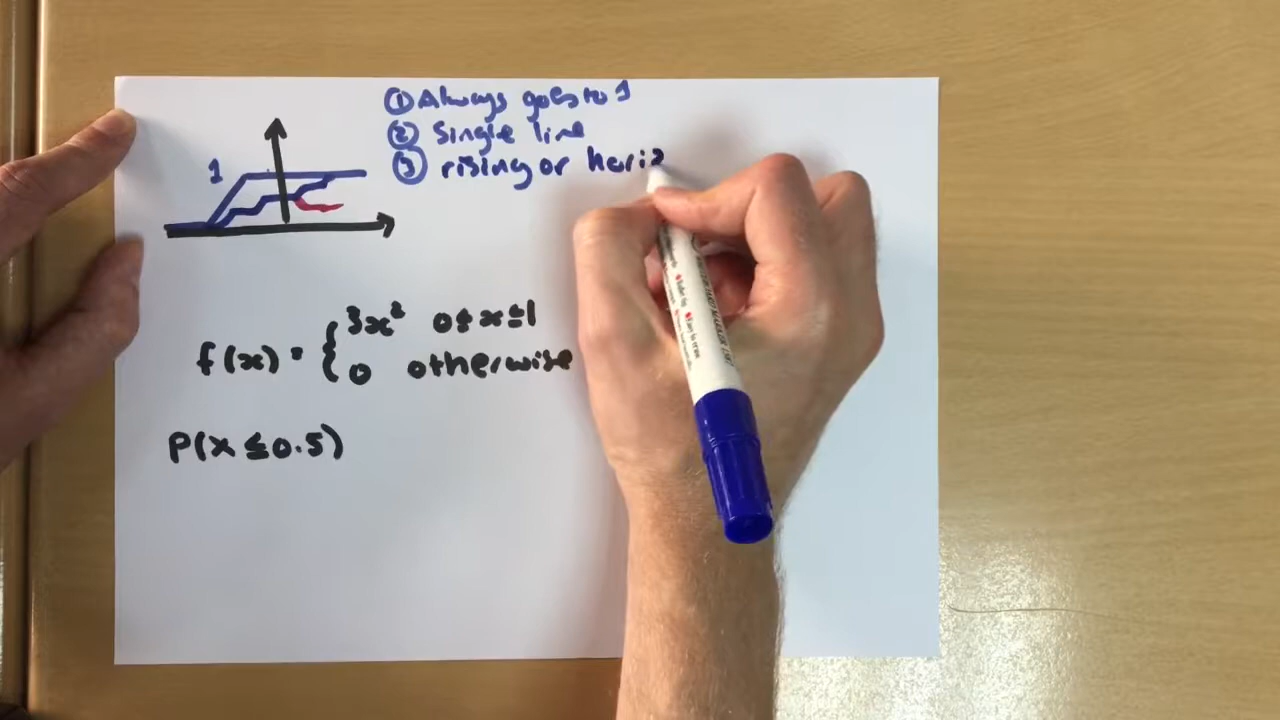 ① Always goes to 1
② Single line
③ rising or horiz
1
f(x) = { 3x² 0≤x≤1
0 otherwise
P(X ≤ 0.5)